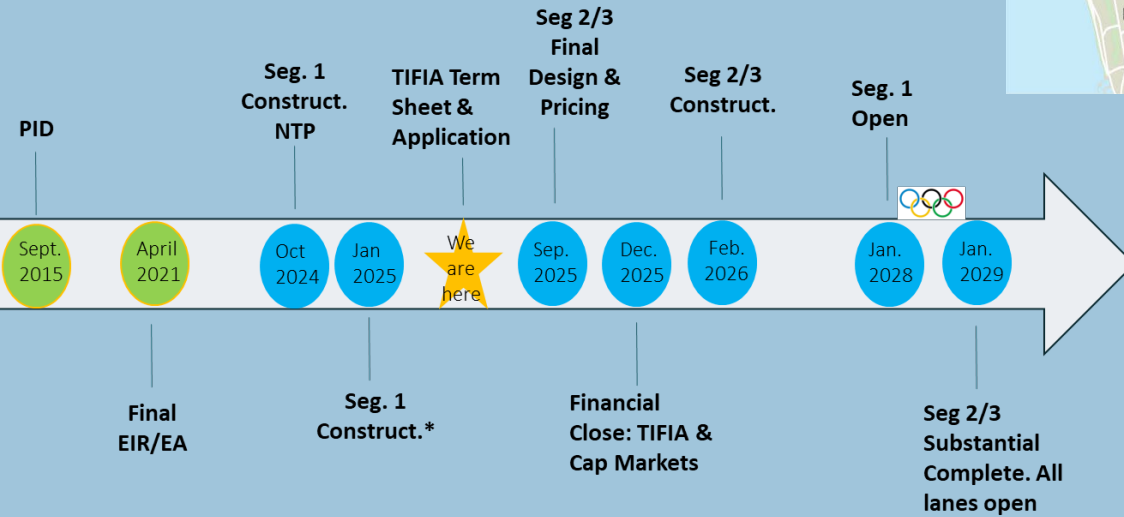 PID
Seg. 1
Construct.
NTP
TIFIA Term
Sheet &
Application
Seg 2/3
Final
Design &
Pricing
Seg 2/3
Construct.
Seg. 1
Open
Sept.
2015
April
2021
Oct
2024
Jan
2025
We
are
here
Sep.
2025
Dec.
2025
Feb.
2026
Jan.
2028
Jan.
2029
Final
EIR/EA
Seg. 1
Construct.*
Financial
Close: TIFIA &
Cap Markets
Seg 2/3
Substantial
Complete. All
lanes open